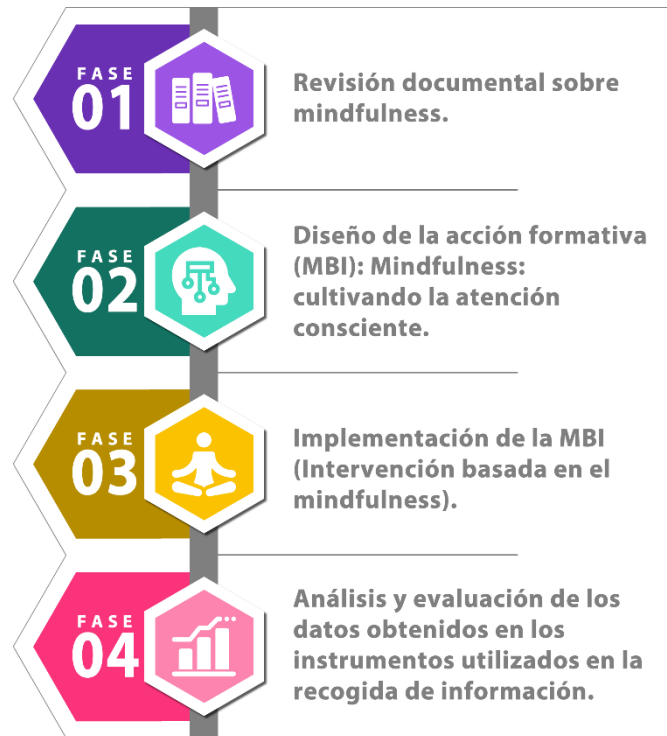 FASE
01
Revisión documental sobre
mindfulness.
FASE
02
Diseño de la acción formativa
(MBI): Mindfulness:
cultivando la atención
consciente.
FASE
03
Implementación de la MBI
(Intervención basada en el
mindfulness).
FASE
04
Análisis y evaluación de los
datos obtenidos en los
instrumentos utilizados en la
recogida de información.